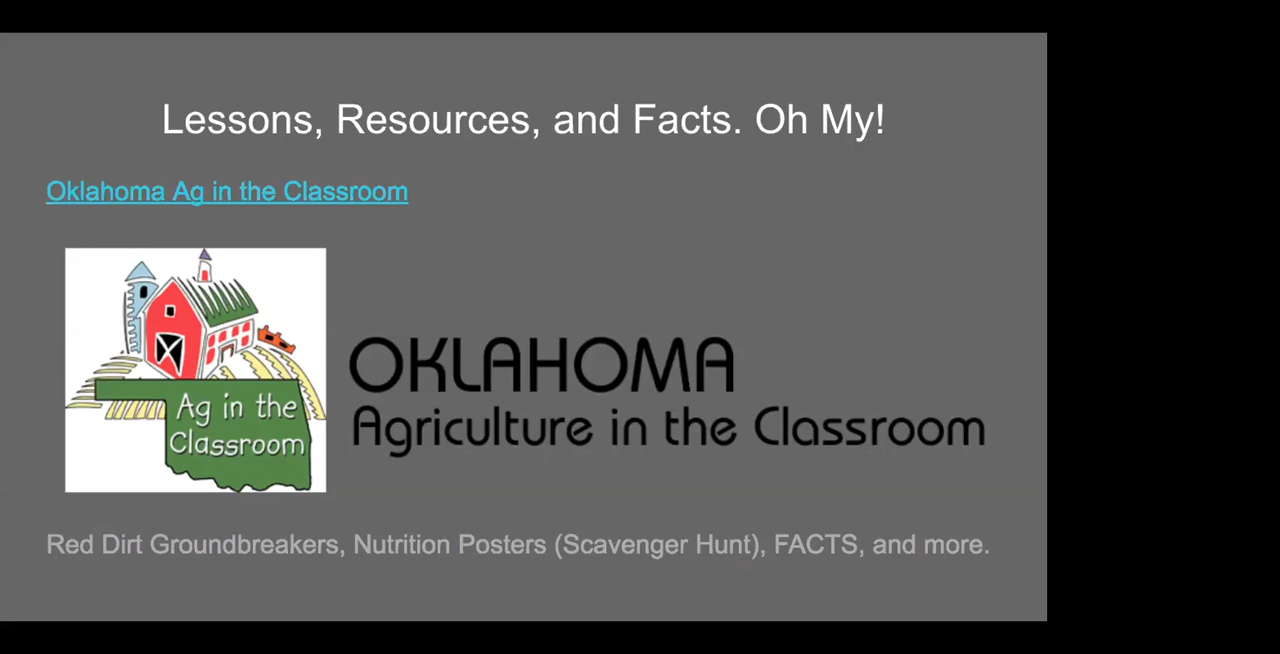 Lessons, Resources, and Facts. Oh My!
Oklahoma Ag in the Classroom
Ag in the
Classroom
OKLAHOMA
Agriculture in the Classroom
Red Dirt Groundbreakers, Nutrition Posters (Scavenger Hunt), FACTS, and more.